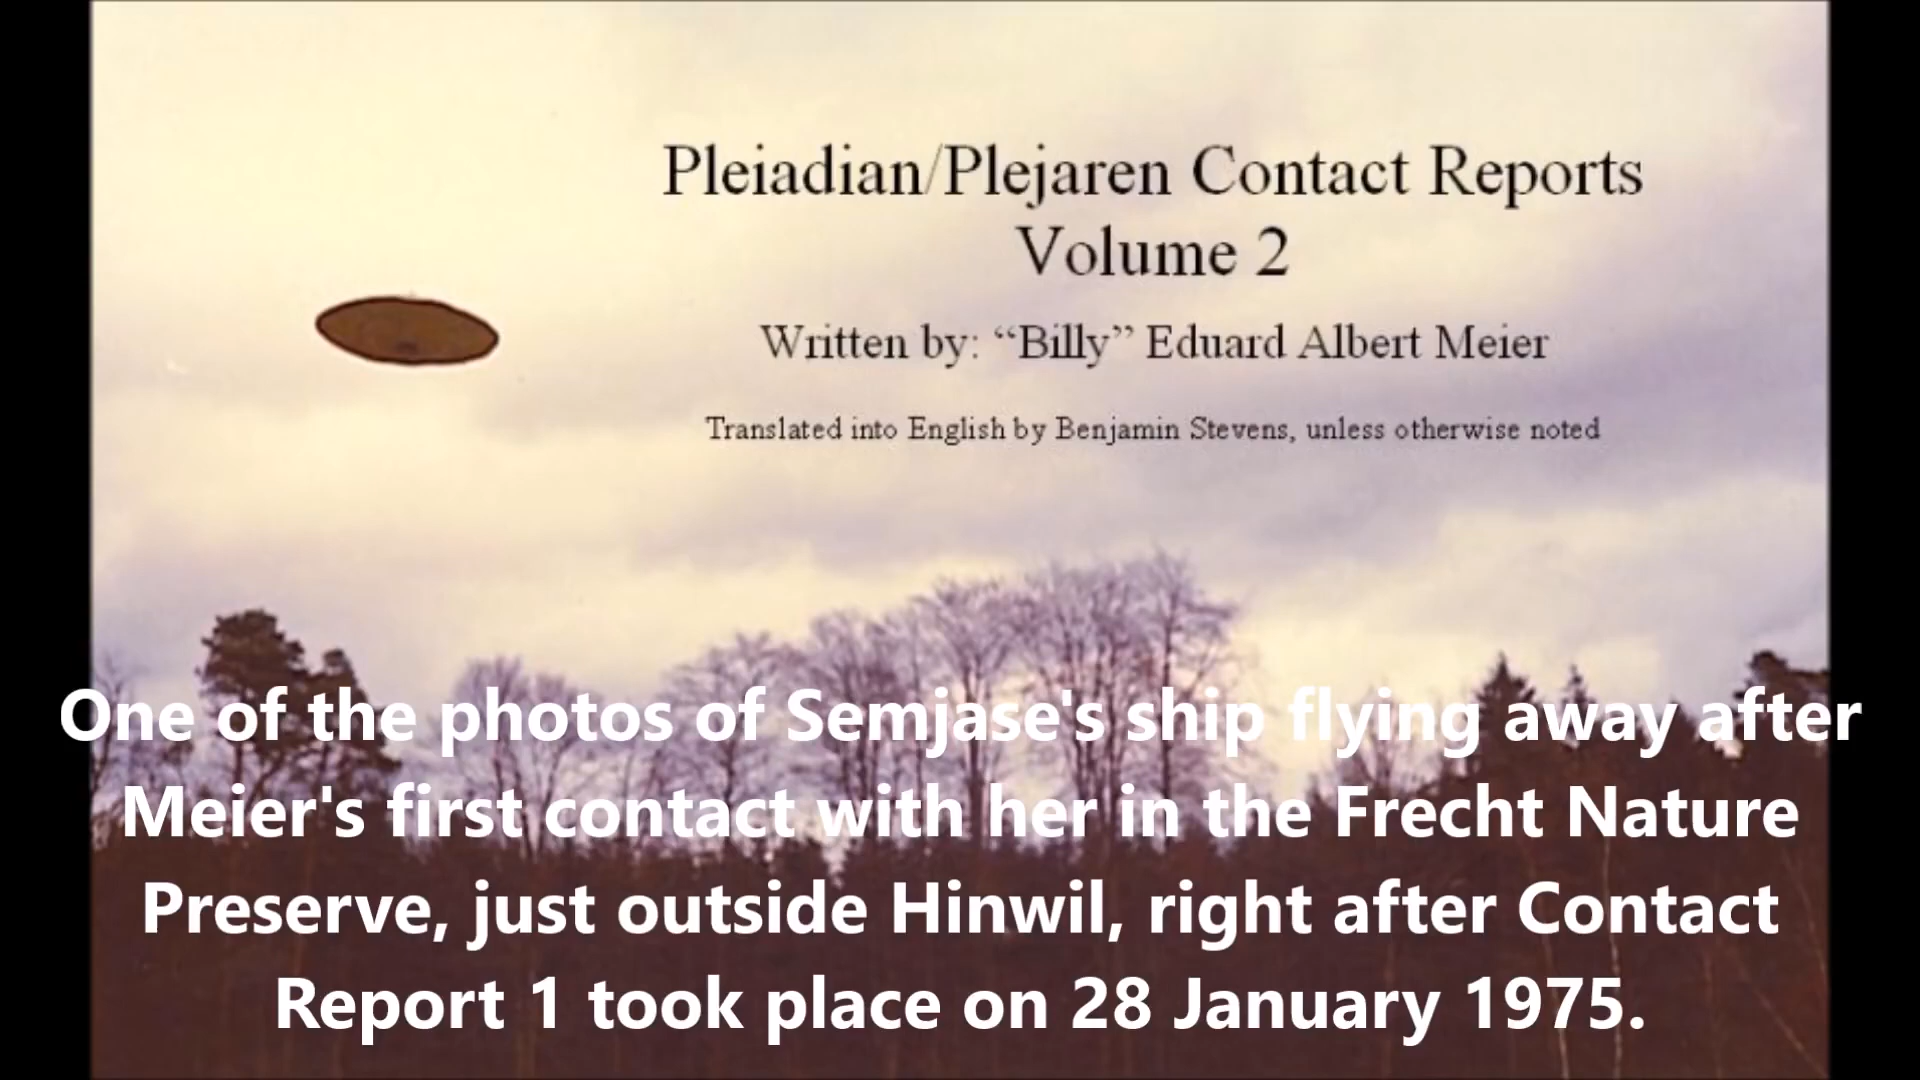 Pleiadian/Plejaren Contact Reports
Volume 2
Written by: “Billy” Eduard Albert Meier
Translated into English by Benjamin Stevens, unless otherwise noted
One of the photos of Semjase's ship flying away after
Meier's first contact with her in the Frecht Nature
Preserve, just outside Hinwil, right after Contact
Report 1 took place on 28 January 1975.